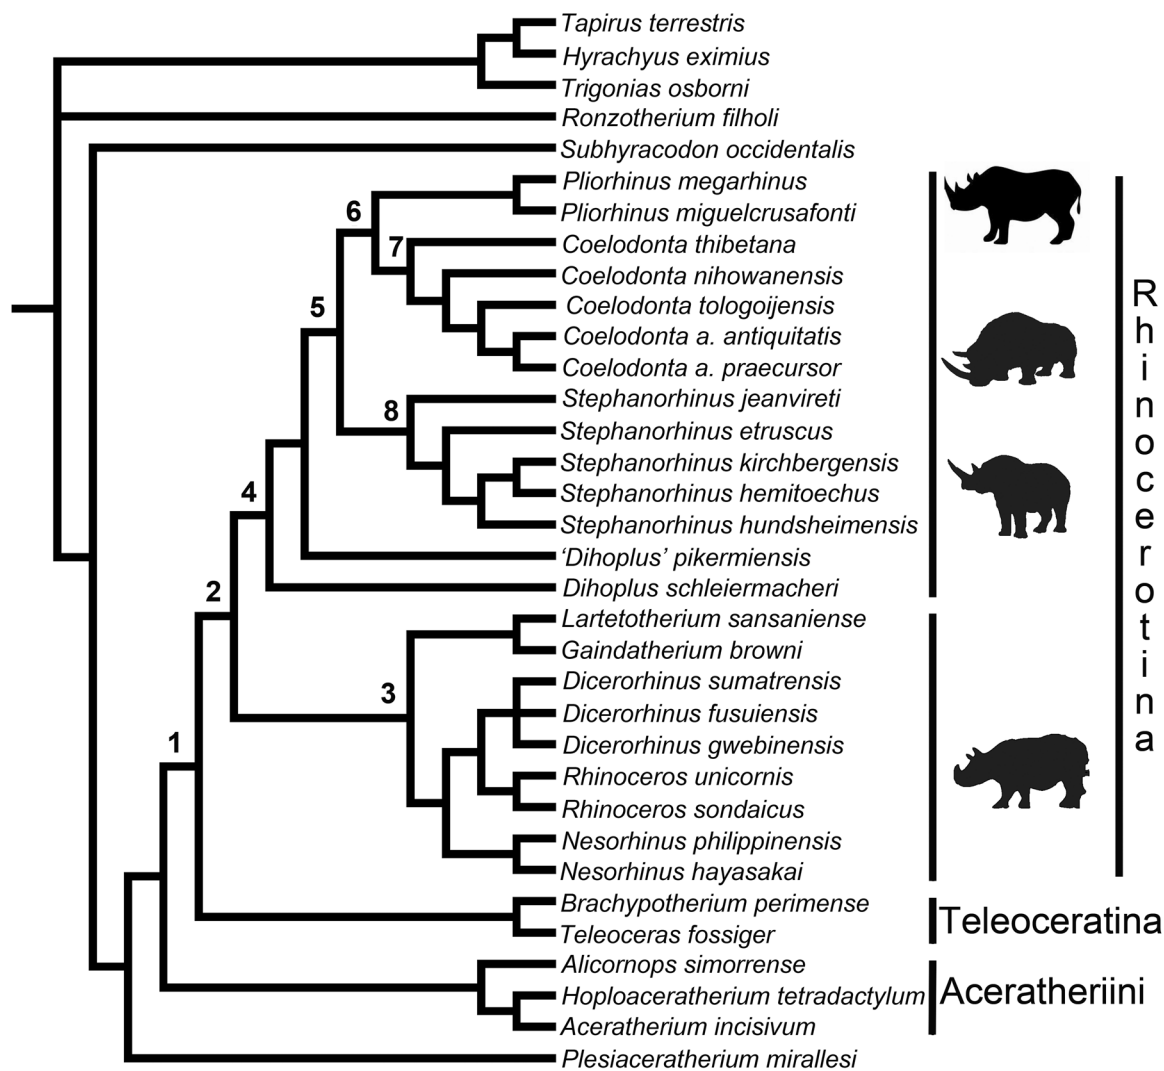 Tapirus terrestris
Hyrachyus eximius
Trigonias osborni
Ronzotherium filholi
Subhyracodon occidentalis
Pliorhinus megarhinus
6
Pliorhinus miguelcrusafonti
7
Coelodonta thibetana
Coelodonta nihowanensis
5
Coelodonta tologoijensis
Coelodonta a. antiquitatis
Coelodonta a. praecursor
Stephanorhinus jeanvireti
8
Stephanorhinus etruscus
Stephanorhinus kirchbergensis
4
Stephanorhinus hemitoechus
Stephanorhinus hundsheimensis
‘Dihoplus’ pikermiensis
2
Dihoplus schleiermacheri
Lartetotherium sansaniense
Gaindatherium browni
3
Dicerorhinus sumatrensis
Dicerorhinus fusuiensis
1
Dicerorhinus gwebinensis
Rhinoceros unicornis
Rhinoceros sondaicus
Nesorhinus philippinensis
Nesorhinus hayasakai
Rhinocerotina
Brachypotherium perimense
Teleoceratina
Teleoceras fossiger
Alicornops simorrense
Hoploaceratherium tetradactylum
Aceratheriini
Aceratherium incisivum
Plesiaceratherium mirallesi